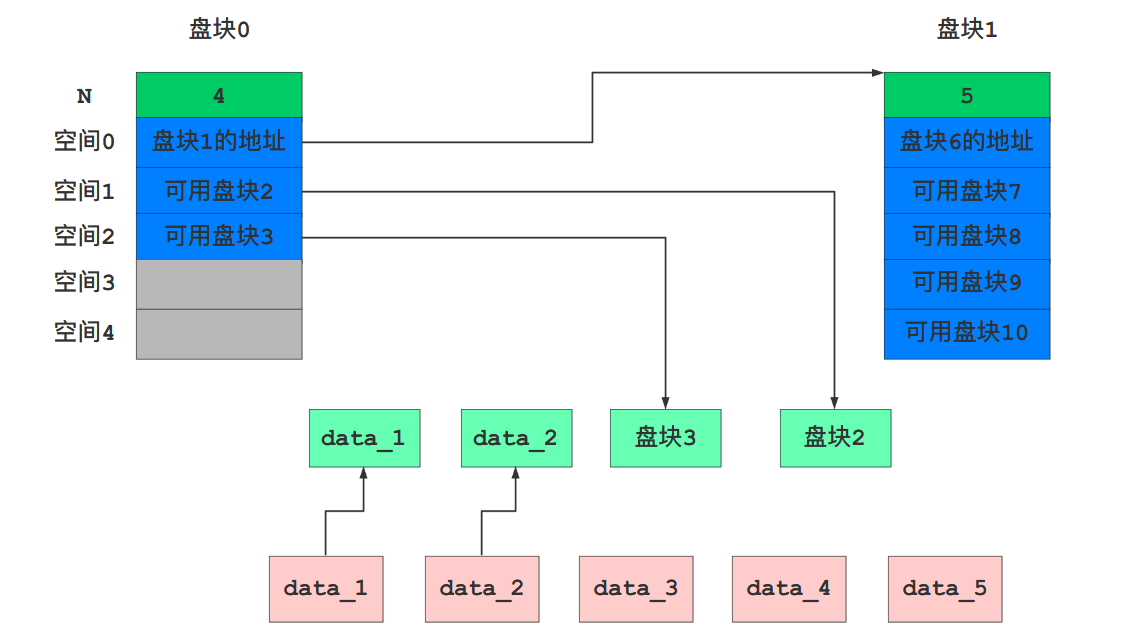 盘块0 盘块1
N 4 5
空间0 盘块1的地址 盘块6的地址
空间1 可用盘块2 可用盘块7
空间2 可用盘块3 可用盘块8
空间3 可用盘块9
空间4 可用盘块10
data_1 data_2 盘块3 盘块2
data_1 data_2 data_3 data_4 data_5